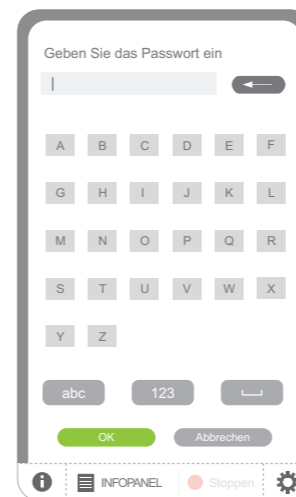 Geben Sie das Passwort ein
A B C D E F
G H I J K L
M N O P Q R
S T U V W X
Y Z
abc 123
OK Abbrechen
INFOPANEL Stoppen